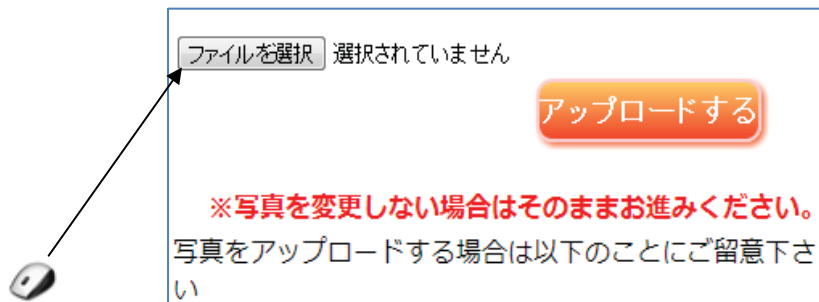 ファイルを選択 選択されていません
アップロードする
※写真を変更しない場合はそのままお進みください。
写真をアップロードする場合は以下のことにご留意下さ
い